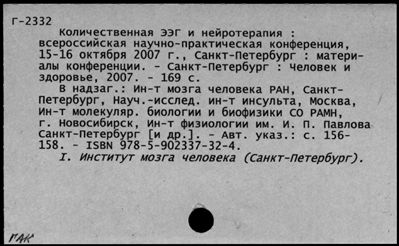 Г-2332
Количественная ЭЭГ и нейротерапия :
всероссийская научно-практическая конференция,
15-16 октября 2007 г., Санкт-Петербург : матери-
алы конференции. - Санкт-Петербург : Человек и
здоровье, 2007. - 169 с.
В надзаг.: Ин-т мозга человека РАН, Санкт-
Петербург, Науч.-исслед. ин-т инсульта, Москва,
Ин-т молекуляр. биологии и биофизики СО РАМН,
г. Новосибирск, Ин-т физиологии им. И. П. Павлова
Санкт-Петербург [и др.]. - Авт. указ.: с. 156-
158. - ISBN 978-5-902337-32-4.
I. Институт мозга человека (Санкт-Петербург).
ГАК